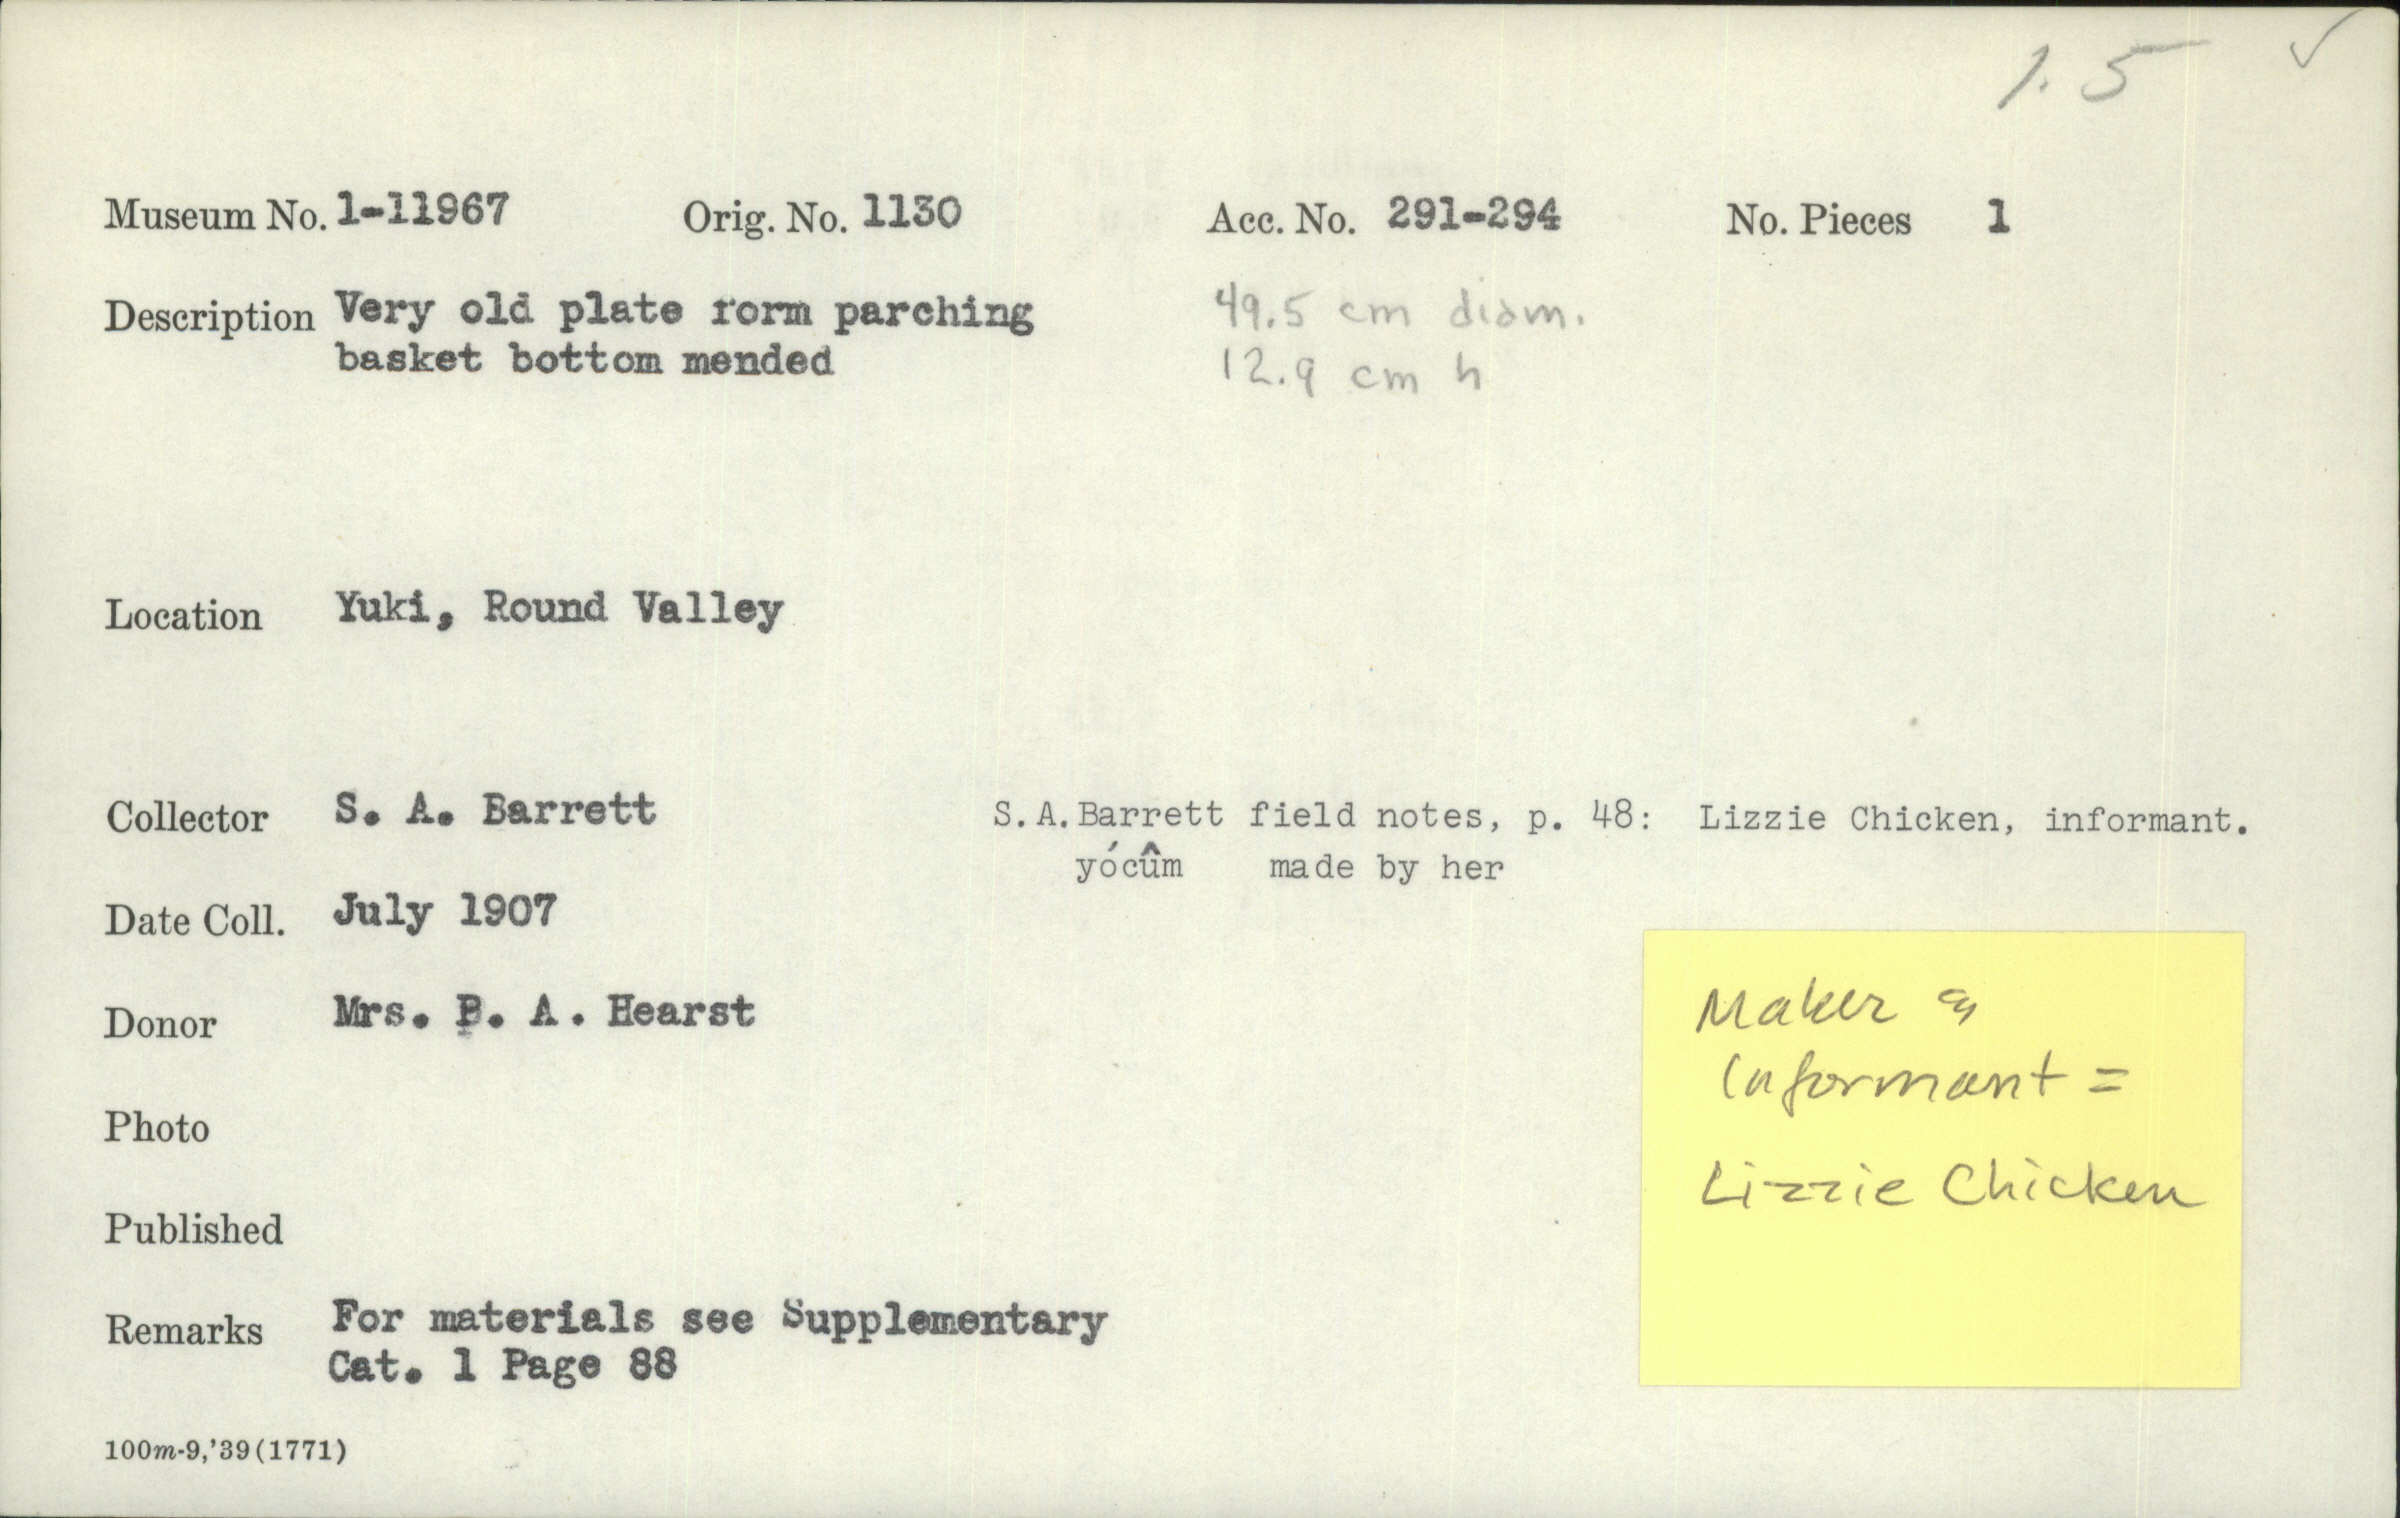 1.5 ✓
Museum No. 1-11967 Orig. No. 1130 Acc. No. 291-294 No. Pieces 1
Description Very old plate rorm parching 49.5 cm diam.
basket bottom mended 12.9 cm h
Location Yuki, Round Valley
Collector S. A. Barrett S.A.Barrett field notes, p. 48: Lizzie Chicken, informant.
yócûm made by her
Date Coll. July 1907
Donor Mrs. P. A. Hearst
Maker &
Informant =
Lizzie Chicken
Photo
Published
Remarks For materials see Supplementary
Cat. 1 Page 88
100m-9,'39(1771)